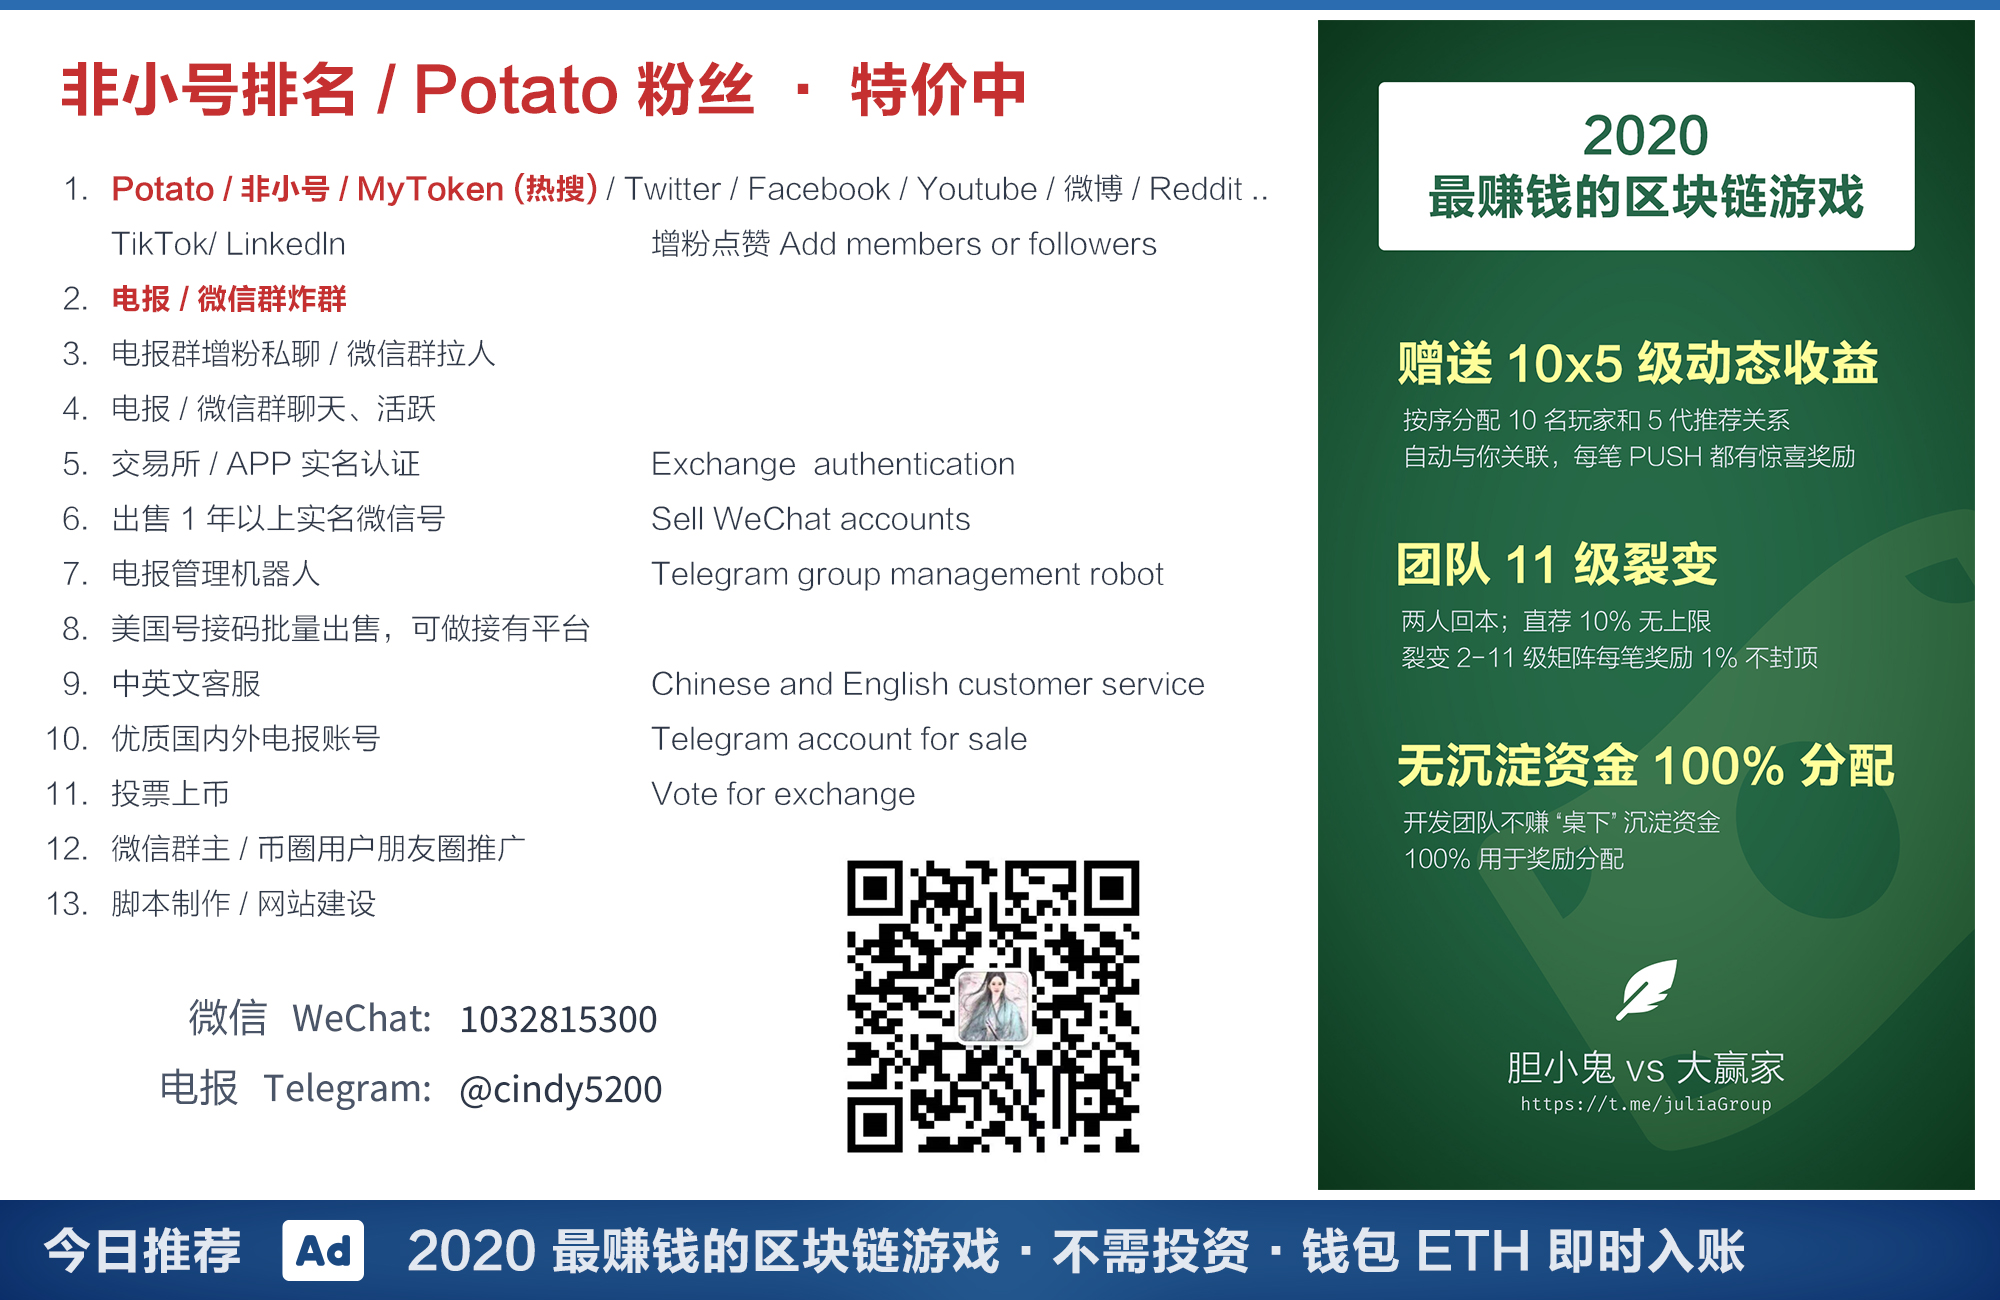 非小号排名 / Potato 粉丝 · 特价中
1. Potato / 非小号 / MyToken (热搜) / Twitter / Facebook / Youtube / 微博 / Reddit ..
TikTok/ LinkedIn 增粉点赞 Add members or followers
2. 电报 / 微信群炸群
3. 电报群增粉私聊 / 微信群拉人
4. 电报 / 微信群聊天、活跃
5. 交易所 / APP 实名认证 Exchange authentication
6. 出售 1 年以上实名微信号 Sell WeChat accounts
7. 电报管理机器人 Telegram group management robot
8. 美国号接码批量出售，可做接有平台
9. 中英文客服 Chinese and English customer service
10. 优质国内外电报账号 Telegram account for sale
11. 投票上币 Vote for exchange
12. 微信群主 / 币圈用户朋友圈推广
13. 脚本制作 / 网站建设
微信 WeChat: 1032815300
电报 Telegram: @cindy5200
2020
最赚钱的区块链游戏
赠送 10x5 级动态收益
按序分配 10 名玩家和 5 代推荐关系
自动与你关联，每笔 PUSH 都有惊喜奖励
团队 11 级裂变
两人回本；直荐 10% 无上限
裂变 2-11 级矩阵每笔奖励 1% 不封顶
无沉淀资金 100% 分配
开发团队不赚 “桌下” 沉淀资金
100% 用于奖励分配
胆小鬼 vs 大赢家
https://t.me/juliaGroup
今日推荐 Ad 2020 最赚钱的区块链游戏 · 不需投资 · 钱包 ETH 即时入账